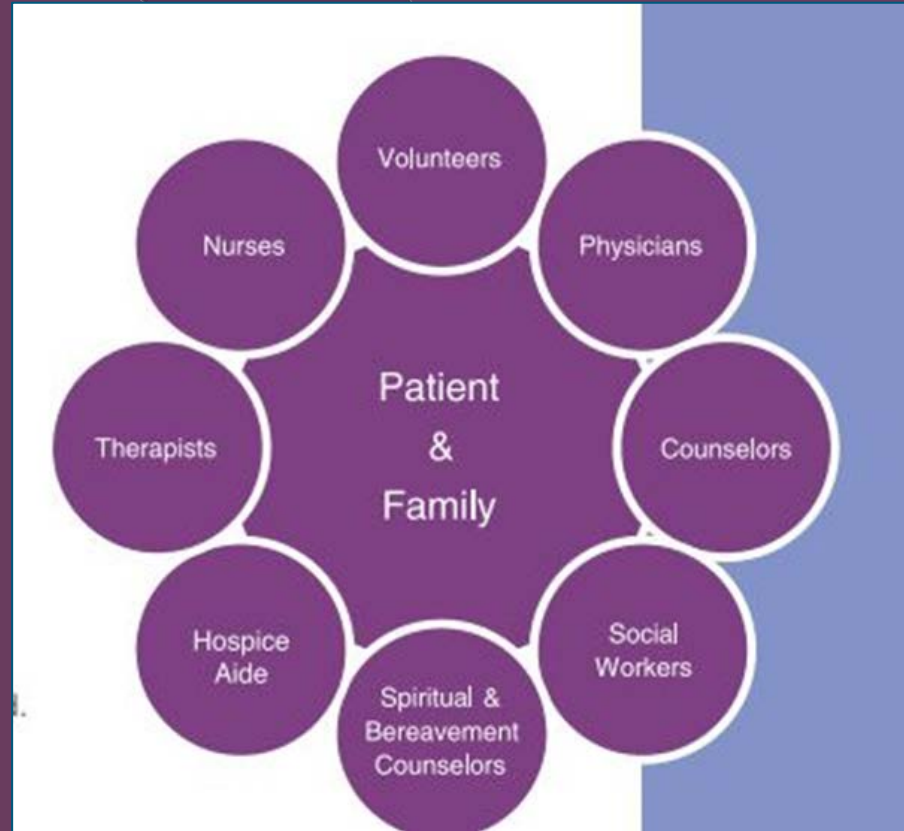 Volunteers
Physicians
Nurses
Patient
&
Family
Therapists
Counselors
Hospice
Aide
Social
Workers
Spiritual &
Bereavement
Counselors